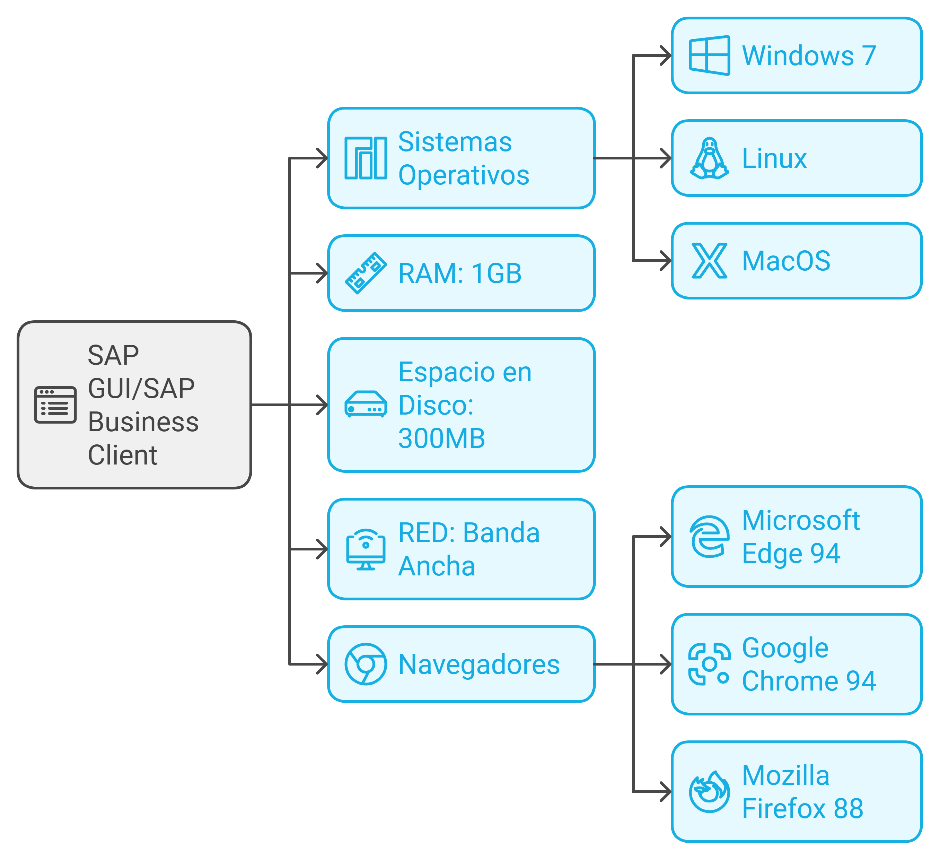 SAP
GUI/SAP
Business
Client
Sistemas
Operativos
RAM: 1GB
Espacio en
Disco:
300MB
RED: Banda
Ancha
Navegadores
Windows 7
Linux
MacOS
Microsoft
Edge 94
Google
Chrome 94
Mozilla
Firefox 88